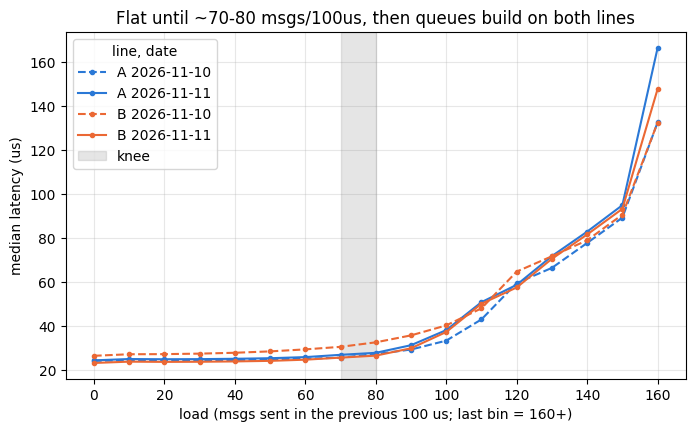 Flat until ~70-80 msgs/100us, then queues build on both lines
line, date
A 2026-11-10
A 2026-11-11
B 2026-11-10
B 2026-11-11
knee
median latency (us)
160
140
120
100
80
60
40
20
0 20 40 60 80 100 120 140 160
load (msgs sent in the previous 100 us; last bin = 160+)